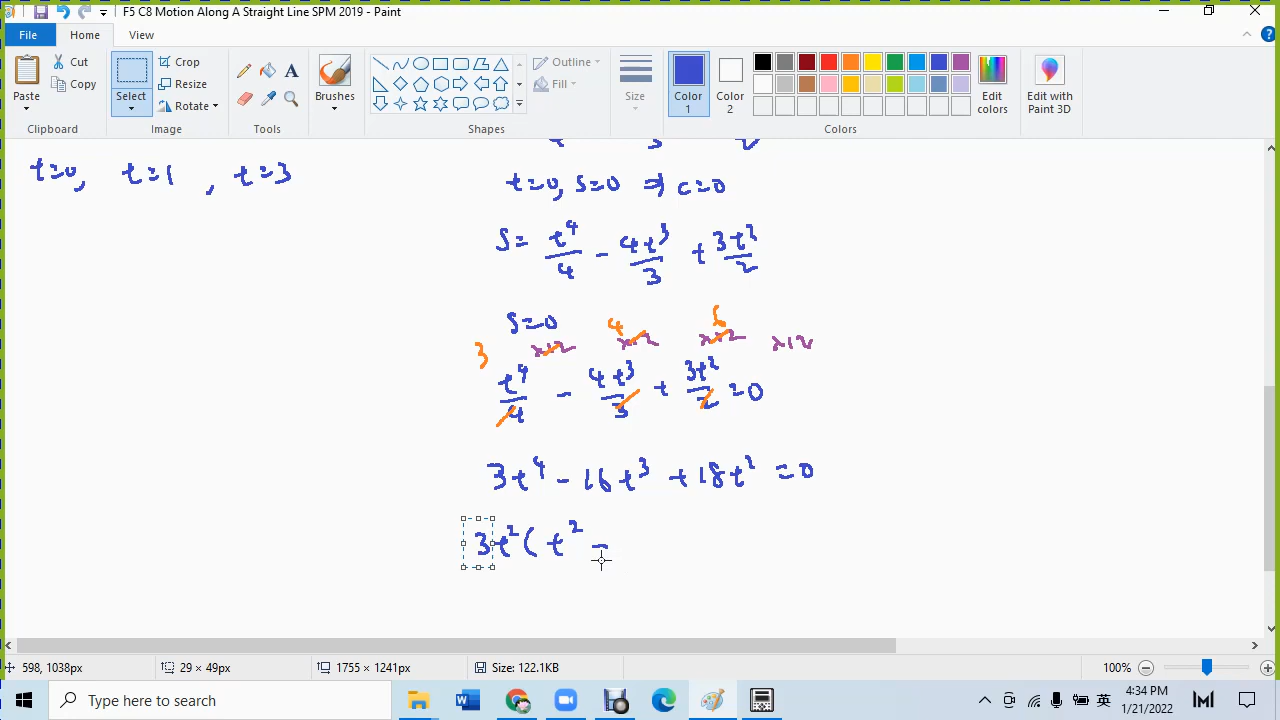 F5 C8 Motion Along A Straight Line SPM 2019 - Paint
File Home View
Paste Cut Copy Clipboard
Select Crop Resize Rotate Image
Tools
Brushes
Outline Fill Shapes
Size
Color 1 Color 2 Edit colors Colors
Edit with Paint 3D
t=0, t=1, t=3
t=0, s=0 ⇒ c=0
s = t⁴/4 - 4t³/3 + 3t²/2
s=0
3 ×12 4 ×12 6 ×12 ×12
t⁴/4 - 4t³/3 + 3t²/2 = 0
3t⁴ - 16t³ + 18t² = 0
3t² ( t² -
598, 1038px 29 × 49px 1755 × 1241px Size: 122.1KB 100%
Type here to search
英 4:34 PM
1/21/2022